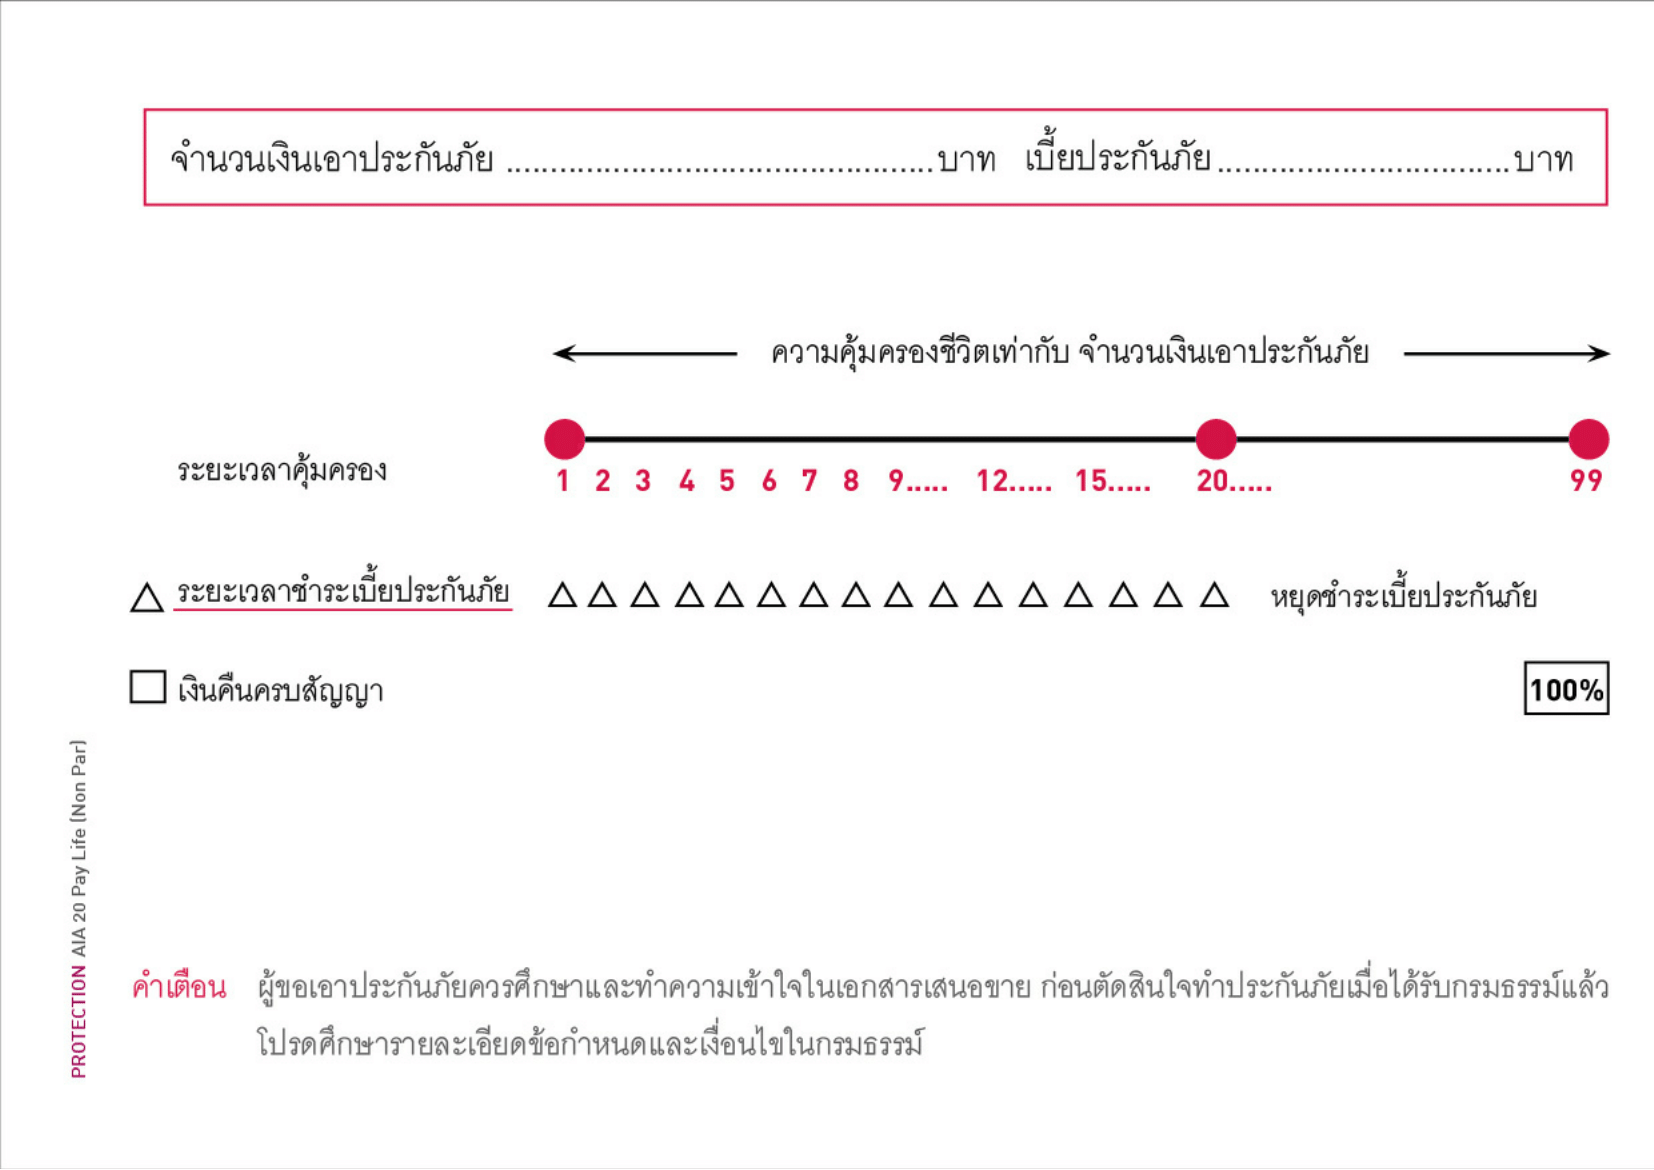 จำนวนเงินเอาประกันภัย ................................................ บาท เบี้ยประกันภัย ................................. บาท
ความคุ้มครองชีวิตเท่ากับ จำนวนเงินเอาประกันภัย
ระยะเวลาคุ้มครอง 1 2 3 4 5 6 7 8 9..... 12..... 15..... 20..... 99
ระยะเวลาชำระเบี้ยประกันภัย หยุดชำระเบี้ยประกันภัย
เงินคืนครบสัญญา 100%
PROTECTION AIA 20 Pay Life (Non Par)
คำเตือน ผู้ขอเอาประกันภัยควรศึกษาและทำความเข้าใจในเอกสารเสนอขาย ก่อนตัดสินใจทำประกันภัยเมื่อได้รับกรมธรรม์แล้ว
โปรดศึกษารายละเอียดข้อกำหนดและเงื่อนไขในกรมธรรม์